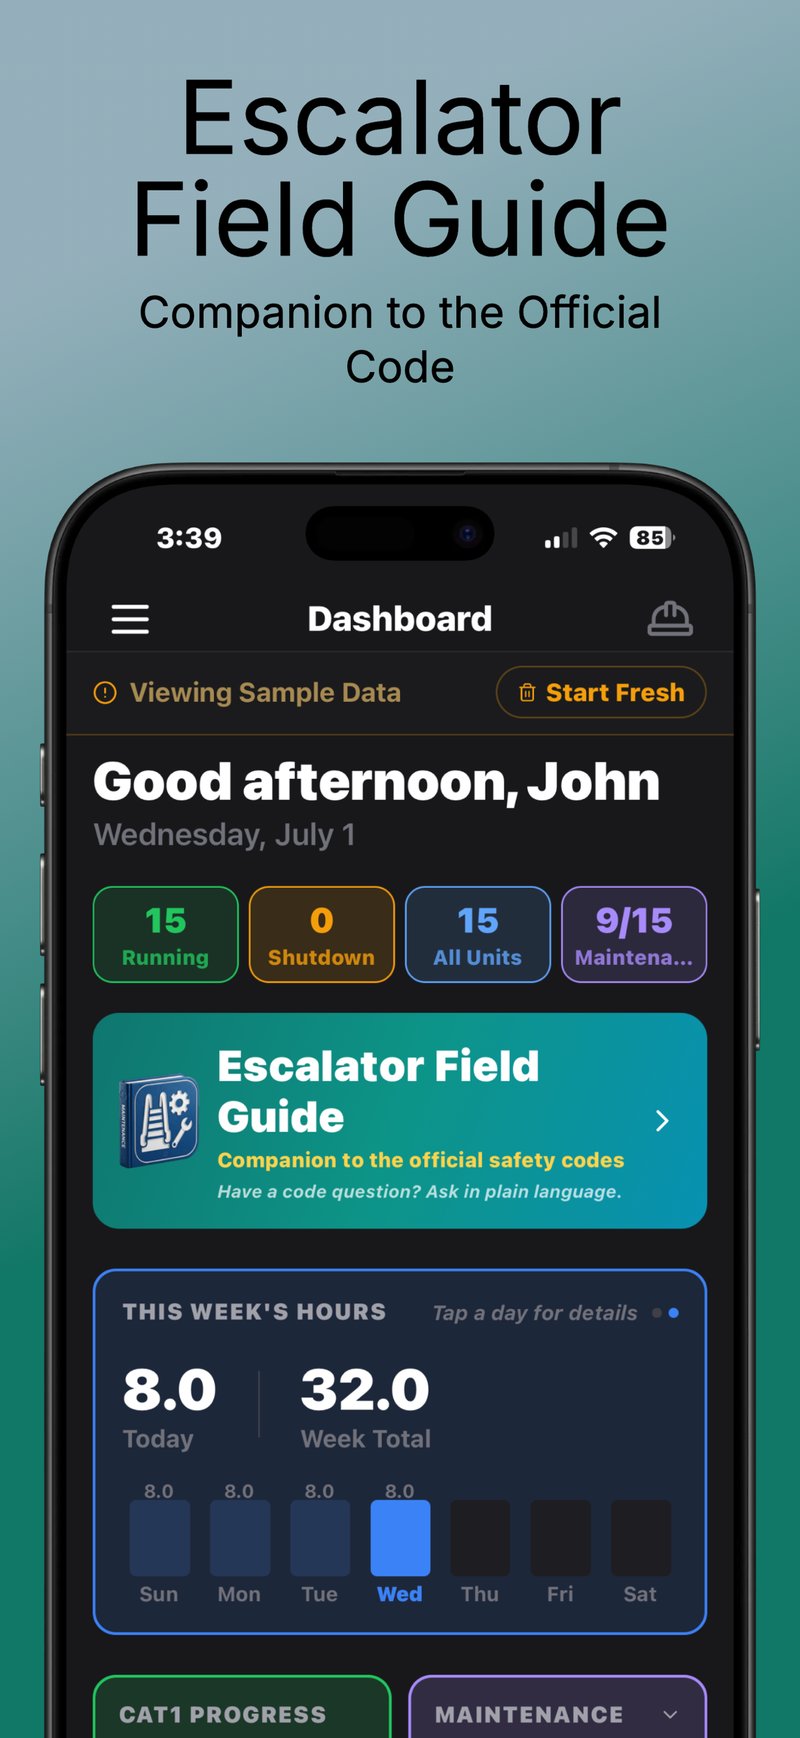 Escalator
Field Guide
Companion to the Official
Code
3:39
85
Dashboard
Viewing Sample Data
Start Fresh
Good afternoon, John
Wednesday, July 1
15
Running
0
Shutdown
15
All Units
9/15
Maintena...
MAINTENANCE
Escalator Field
Guide
Companion to the official safety codes
Have a code question? Ask in plain language.
THIS WEEK'S HOURS
Tap a day for details
8.0
Today
32.0
Week Total
8.0 8.0 8.0 8.0
Sun Mon Tue Wed Thu Fri Sat
CAT1 PROGRESS
MAINTENANCE